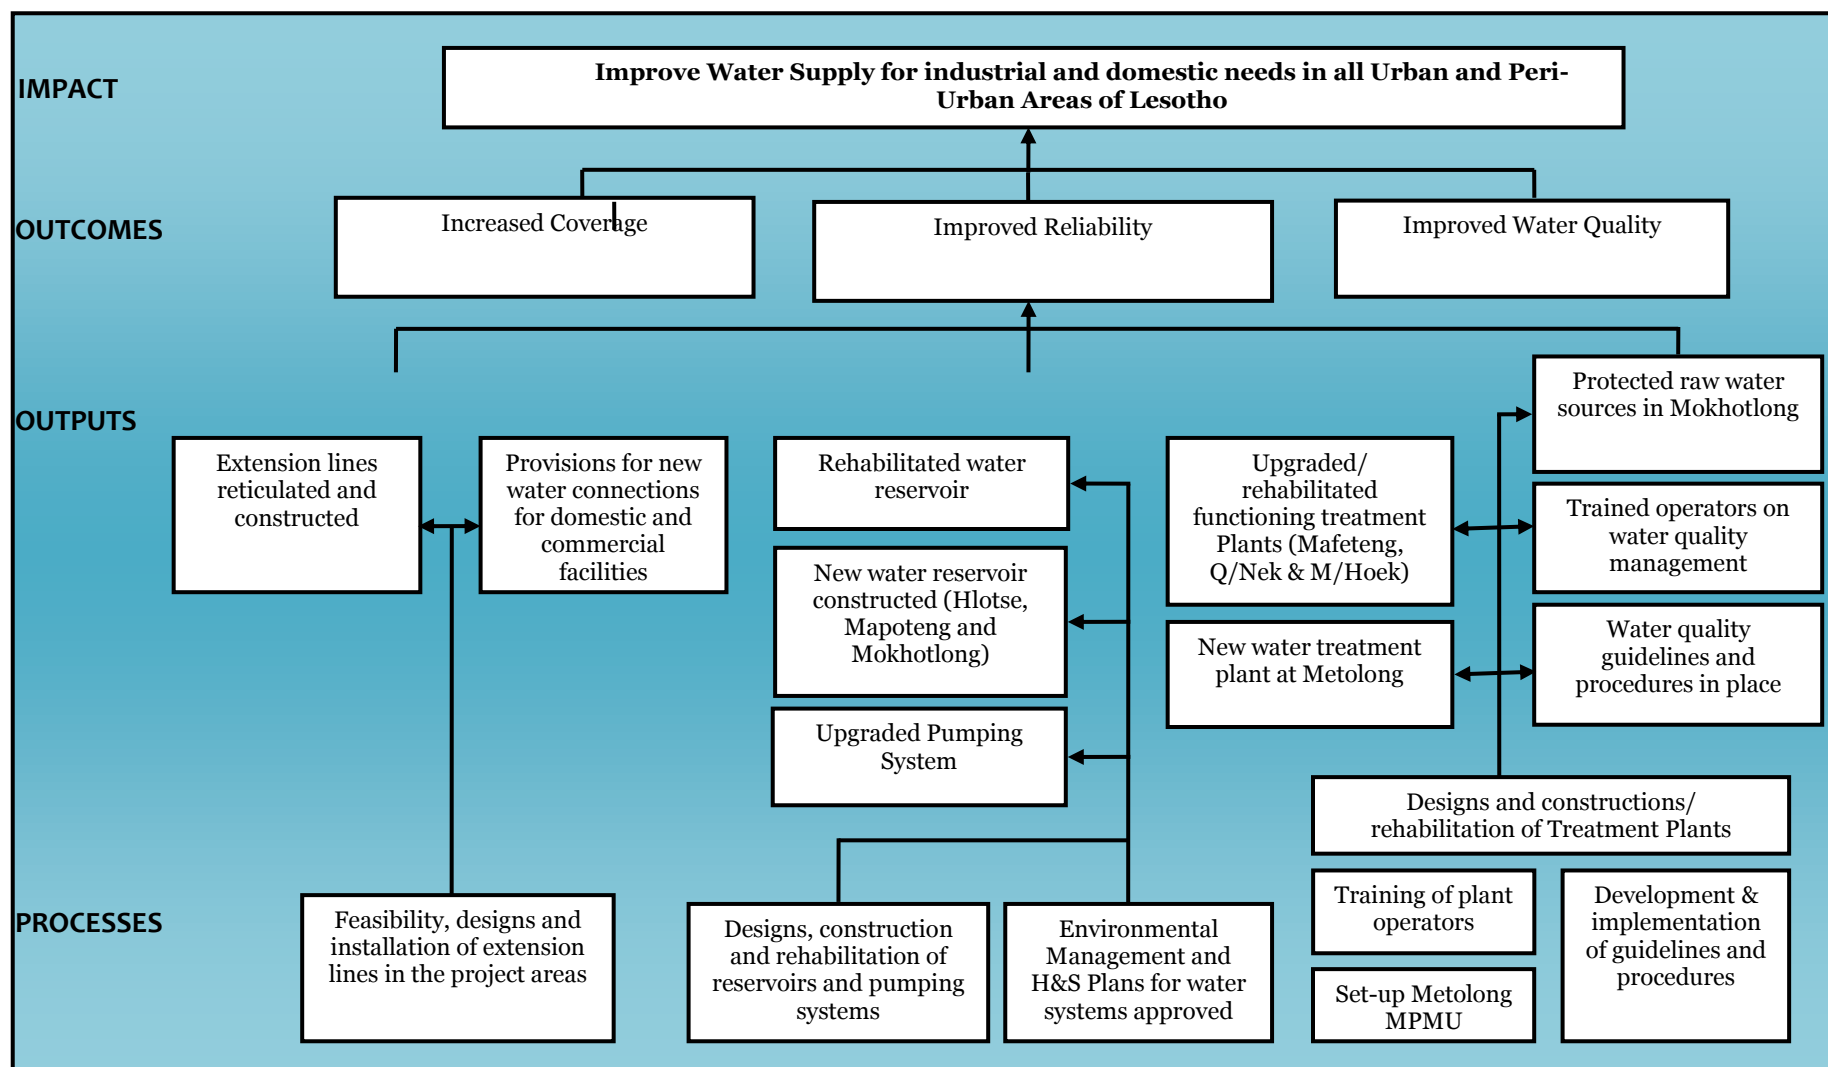 IMPACT
Improve Water Supply for industrial and domestic needs in all Urban and Peri-
Urban Areas of Lesotho
OUTCOMES
Increased Coverage
Improved Reliability
Improved Water Quality
OUTPUTS
Extension lines
reticulated and
constructed
Provisions for new
water connections
for domestic and
commercial
facilities
Rehabilitated water
reservoir
New water reservoir
constructed (Hlotse,
Mapoteng and
Mokhotlong)
Upgraded Pumping
System
Upgraded/
rehabilitated
functioning treatment
Plants (Mafeteng,
Q/Nek & M/Hoek)
New water treatment
plant at Metolong
Protected raw water
sources in Mokhotlong
Trained operators on
water quality
management
Water quality
guidelines and
procedures in place
PROCESSES
Feasibility, designs and
installation of extension
lines in the project areas
Designs, construction
and rehabilitation of
reservoirs and pumping
systems
Environmental
Management and
H&S Plans for water
systems approved
Designs and constructions/
rehabilitation of Treatment Plants
Training of plant
operators
Set-up Metolong
MPMU
Development &
implementation
of guidelines and
procedures